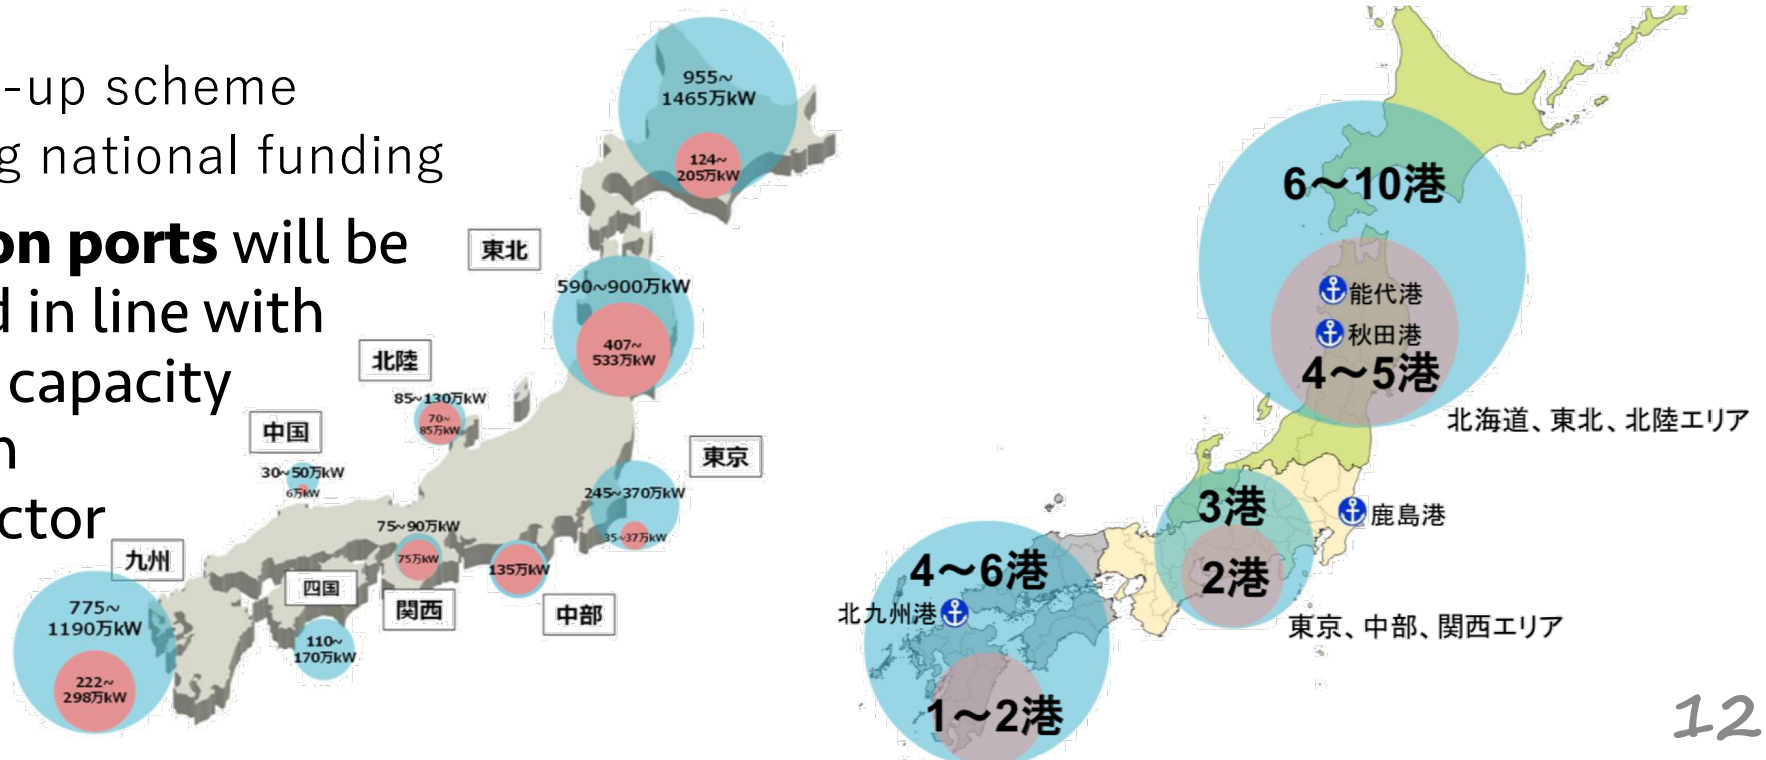 -up scheme
g national funding
on ports will be
d in line with
capacity
n
ctor
955~
1465万kW
124~
205万kW
東北
590~900万kW
407~
533万kW
北陸
85~130万kW
70~
85万kW
中国
30~50万kW
6万kW
東京
245~370万kW
35~37万kW
75~90万kW
75万kW
関西
135万kW
中部
九州
775~
1190万kW
222~
298万kW
四国
110~
170万kW
6～10港
能代港
秋田港
4～5港
北海道、東北、北陸エリア
3港
2港
鹿島港
東京、中部、関西エリア
4～6港
北九州港
1～2港
12